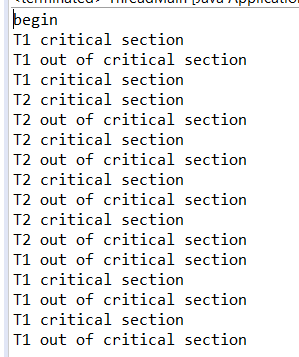 <terminated> ThreadMain [Java Application
begin
T1 critical section
T1 out of critical section
T1 critical section
T2 critical section
T2 out of critical section
T2 critical section
T2 out of critical section
T2 critical section
T2 out of critical section
T2 critical section
T2 out of critical section
T1 out of critical section
T1 critical section
T1 out of critical section
T1 critical section
T1 out of critical section